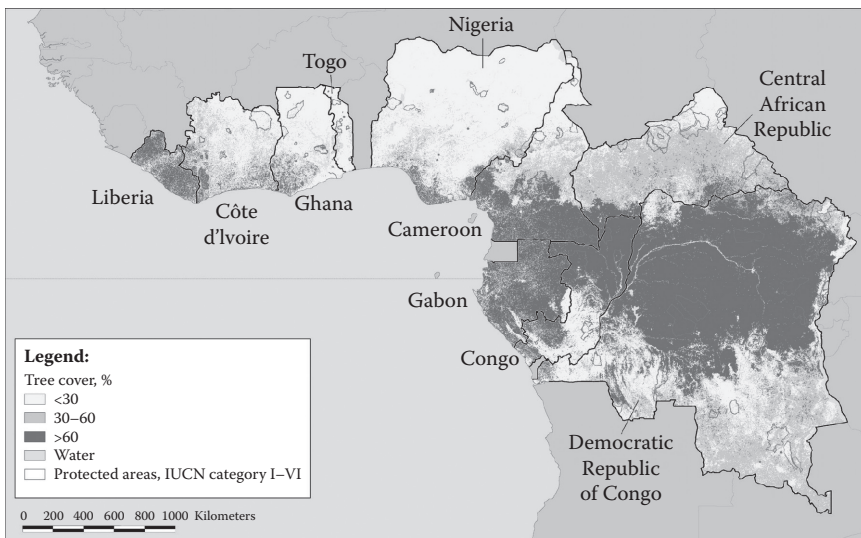 Nigeria
Togo
Central
African
Republic
Liberia
Côte
d’Ivoire
Ghana
Cameroon
Gabon
Congo
Democratic
Republic
of Congo
Legend:
Tree cover, %
<30
30–60
>60
Water
Protected areas, IUCN category I–VI
0 200 400 600 800 1000 Kilometers